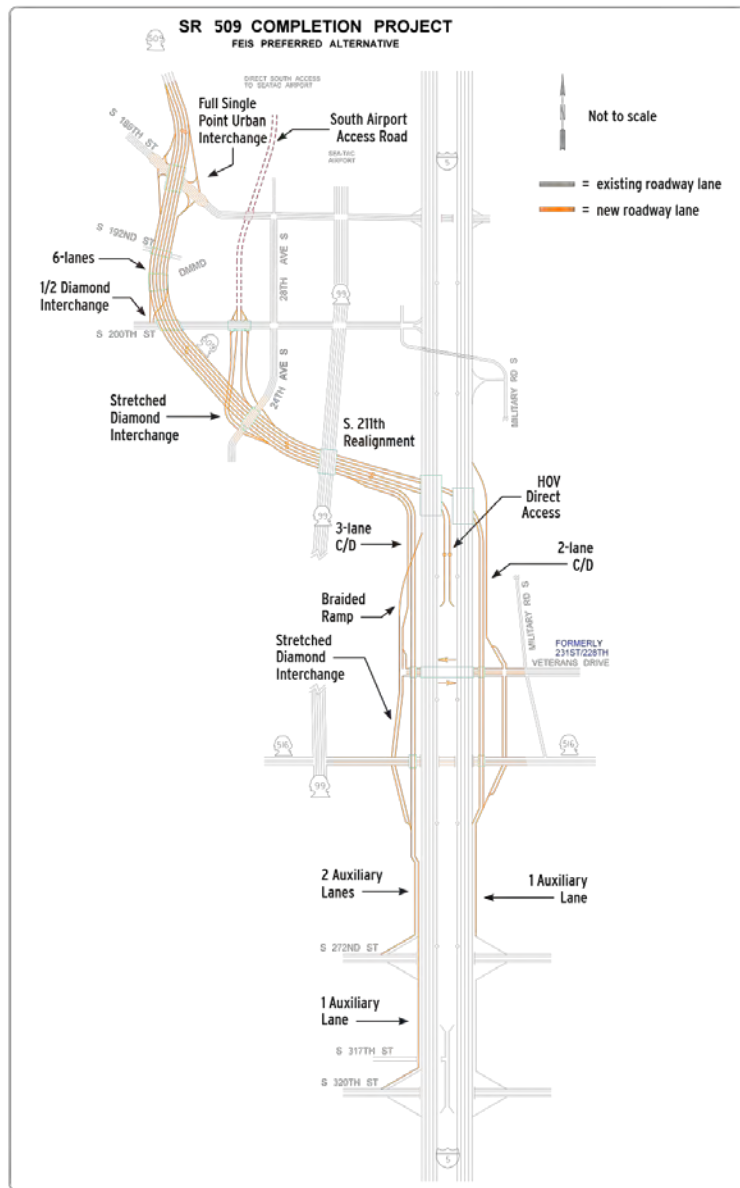 SR 509 COMPLETION PROJECT
FEIS PREFERRED ALTERNATIVE
509
DIRECT SOUTH ACCESS
TO SEATAC AIRPORT
Full Single
Point Urban
Interchange
South Airport
Access Road
Not to scale
SEA-TAC
AIRPORT
5
S 188TH ST
= existing roadway lane
= new roadway lane
S 192ND ST
6-lanes
DMMD
28TH AVE S
1/2 Diamond
Interchange
99
S 200TH ST
509
24TH AVE S
MILITARY RD S
Stretched
Diamond
Interchange
S. 211th
Realignment
HOV
Direct
Access
99
3-lane
C/D
2-lane
C/D
Braided
Ramp
MILITARY RD S
Stretched
Diamond
Interchange
FORMERLY
231ST/228TH
VETERANS DRIVE
516
516
99
2 Auxiliary
Lanes
1 Auxiliary
Lane
S 272ND ST
1 Auxiliary
Lane
S 317TH ST
S 320TH ST
5